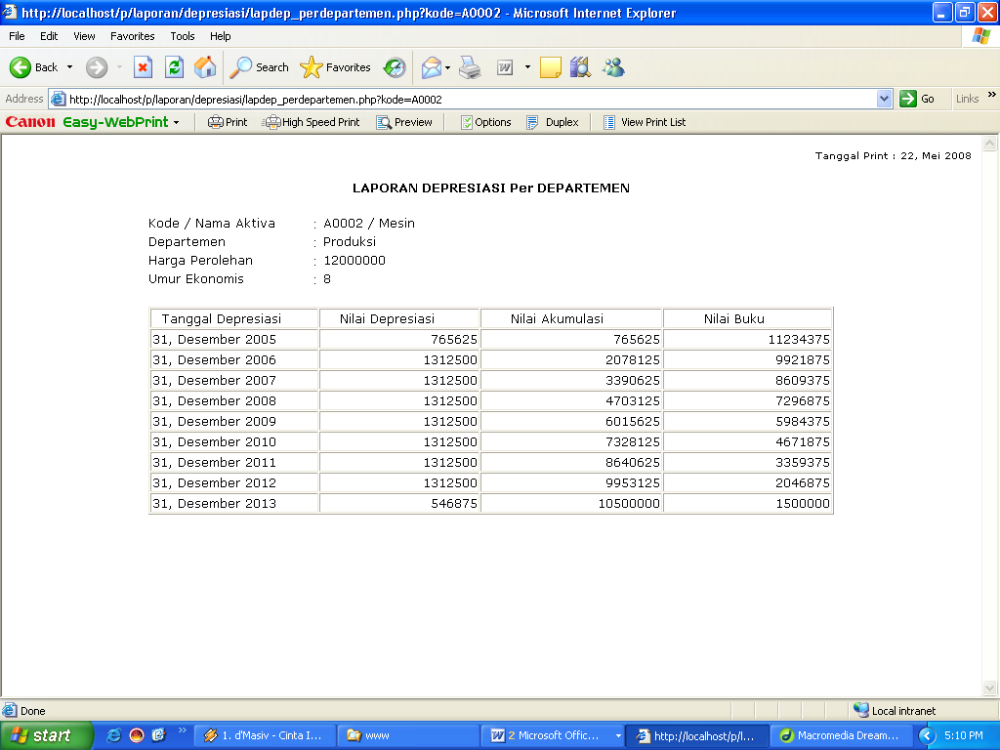 http://localhost/p/laporan/depresiasi/lapdep_perdepartemen.php?kode=A0002 - Microsoft Internet Explorer
File Edit View Favorites Tools Help
Back Search Favorites
Address http://localhost/p/laporan/depresiasi/lapdep_perdepartemen.php?kode=A0002 Go Links »
Canon Easy-WebPrint Print High Speed Print Preview Options Duplex View Print List
Tanggal Print : 22, Mei 2008
LAPORAN DEPRESIASI Per DEPARTEMEN
Kode / Nama Aktiva : A0002 / Mesin
Departemen : Produksi
Harga Perolehan : 12000000
Umur Ekonomis : 8
Tanggal Depresiasi Nilai Depresiasi Nilai Akumulasi Nilai Buku
31, Desember 2005 765625 765625 11234375
31, Desember 2006 1312500 2078125 9921875
31, Desember 2007 1312500 3390625 8609375
31, Desember 2008 1312500 4703125 7296875
31, Desember 2009 1312500 6015625 5984375
31, Desember 2010 1312500 7328125 4671875
31, Desember 2011 1312500 8640625 3359375
31, Desember 2012 1312500 9953125 2046875
31, Desember 2013 546875 10500000 1500000
Done Local intranet
start » 1. d'Masiv - Cinta I... www 2 Microsoft Offic... http://localhost/p/l... Macromedia Dream... 5:10 PM